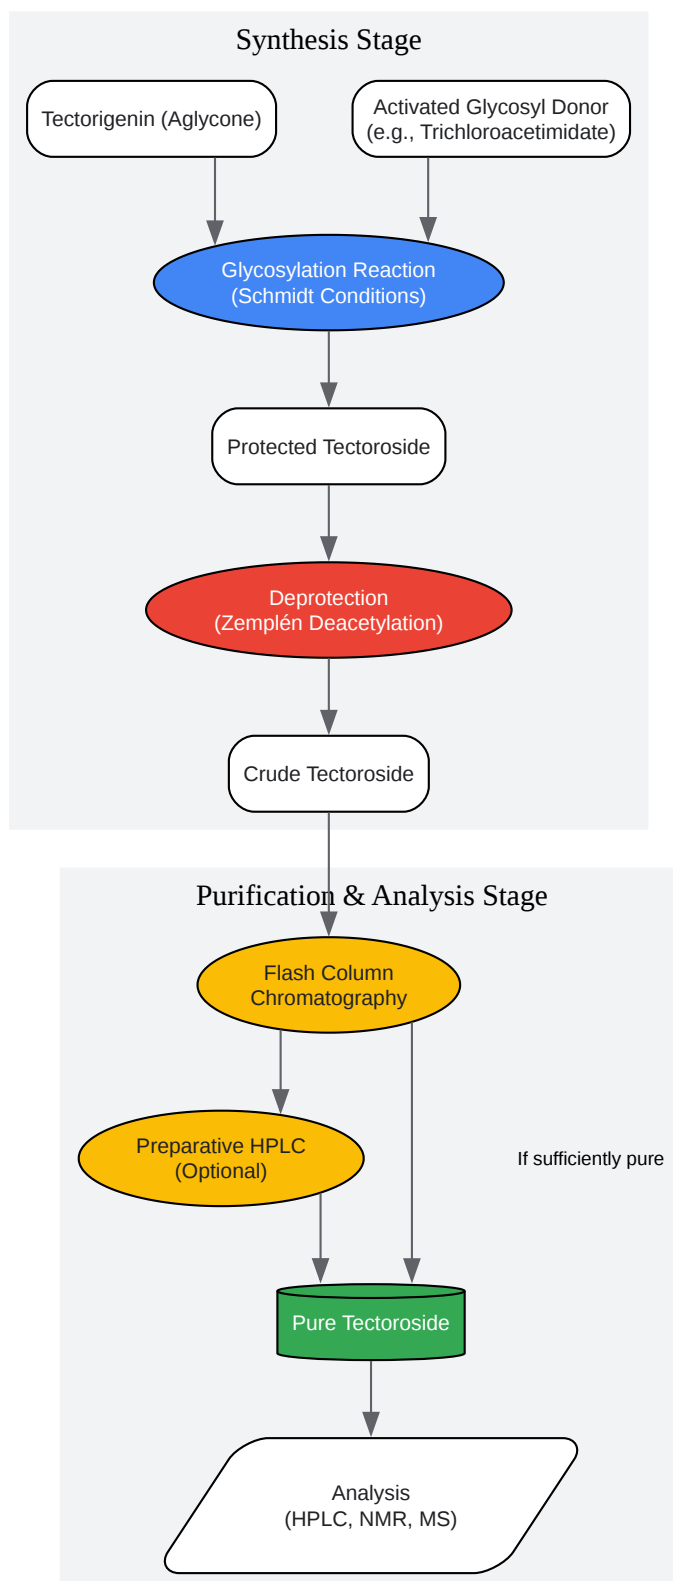 Synthesis Stage
Tectorigenin (Aglycone)
Activated Glycosyl Donor
(e.g., Trichloroacetimidate)
Glycosylation Reaction
(Schmidt Conditions)
Protected Tectoroside
Deprotection
(Zemplén Deacetylation)
Crude Tectoroside
Purification & Analysis Stage
Flash Column
Chromatography
Preparative HPLC
(Optional)
If sufficiently pure
Pure Tectoroside
Analysis
(HPLC, NMR, MS)